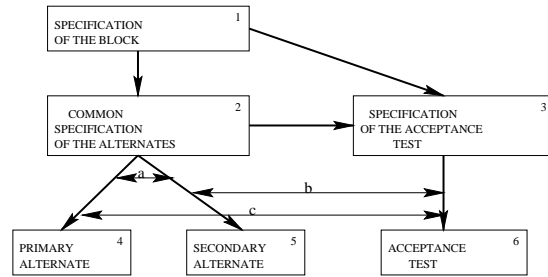 1
SPECIFICATION
OF THE BLOCK
2
COMMON
SPECIFICATION
OF THE ALTERNATES
3
SPECIFICATION
OF THE ACCEPTANCE
TEST
a
b
c
4
PRIMARY
ALTERNATE
5
SECONDARY
ALTERNATE
6
ACCEPTANCE
TEST